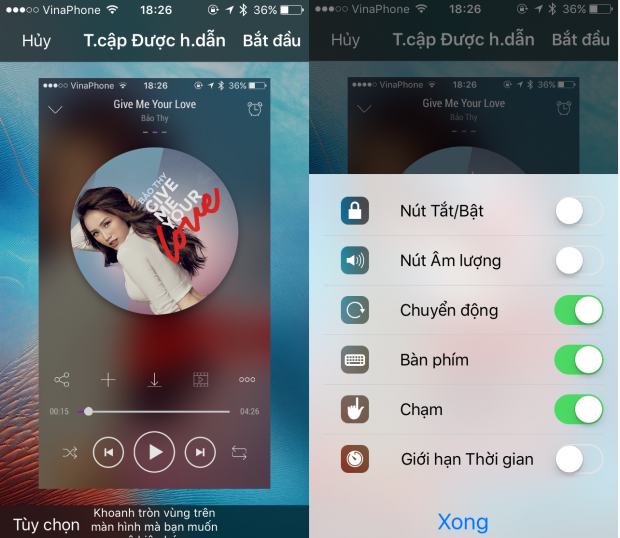 ●●●○○ VinaPhone 18:26 36%
Hủy T.cập Được h.dẫn Bắt đầu
●●●●○ VinaPhone 18:26 36%
Give Me Your Love
Bảo Thy
BẢO THY
GIVE
ME
YOUR
love
00:15 04:26
Tùy chọn
Khoanh tròn vùng trên
màn hình mà bạn muốn
●●●○○ VinaPhone 18:26 36%
Hủy T.cập Được h.dẫn Bắt đầu
●●●●○ VinaPhone 18:26 36%
Give Me Your Love
Bảo Thy
Nút Tắt/Bật
Nút Âm lượng
Chuyển động
Bàn phím
Chạm
Giới hạn Thời gian
Xong